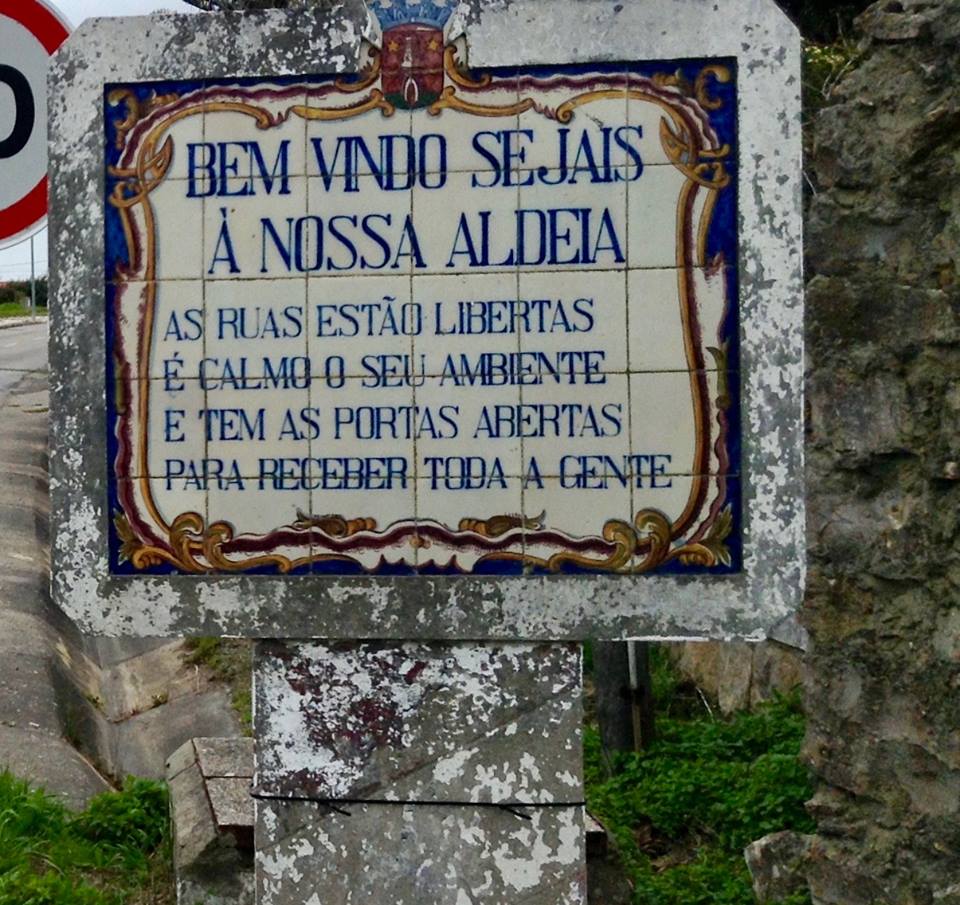 BEM VINDO SEJAIS
À NOSSA ALDEIA
AS RUAS ESTÃO LIBERTAS
É CALMO O SEU AMBIENTE
E TEM AS PORTAS ABERTAS
PARA RECEBER TODA A GENTE